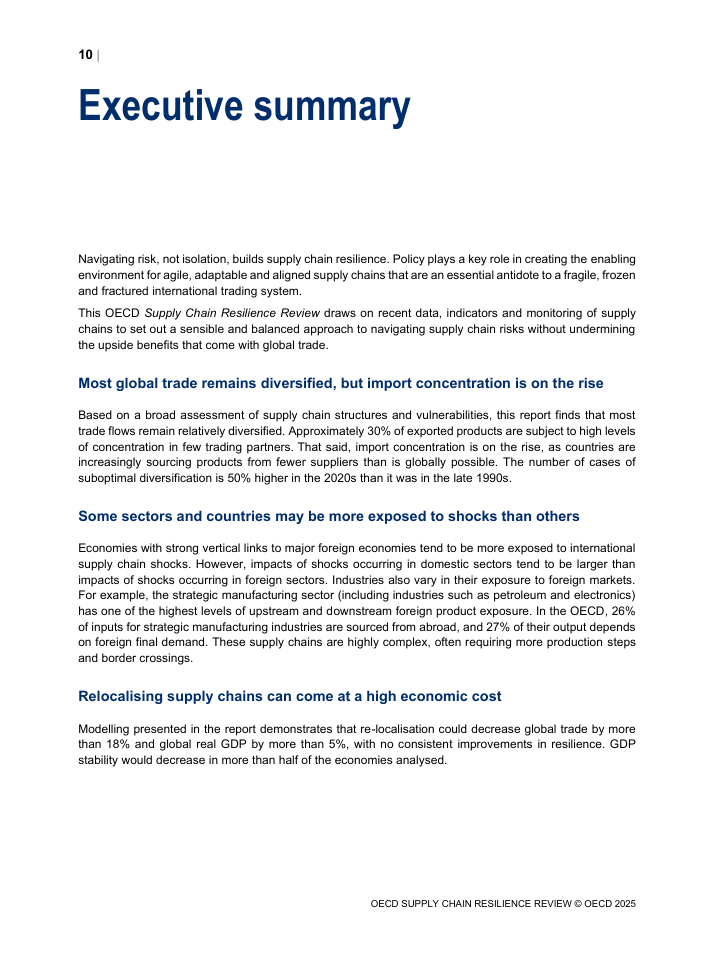 10 |
Executive summary
Navigating risk, not isolation, builds supply chain resilience. Policy plays a key role in creating the enabling
environment for agile, adaptable and aligned supply chains that are an essential antidote to a fragile, frozen
and fractured international trading system.
This OECD Supply Chain Resilience Review draws on recent data, indicators and monitoring of supply
chains to set out a sensible and balanced approach to navigating supply chain risks without undermining
the upside benefits that come with global trade.
Most global trade remains diversified, but import concentration is on the rise
Based on a broad assessment of supply chain structures and vulnerabilities, this report finds that most
trade flows remain relatively diversified. Approximately 30% of exported products are subject to high levels
of concentration in few trading partners. That said, import concentration is on the rise, as countries are
increasingly sourcing products from fewer suppliers than is globally possible. The number of cases of
suboptimal diversification is 50% higher in the 2020s than it was in the late 1990s.
Some sectors and countries may be more exposed to shocks than others
Economies with strong vertical links to major foreign economies tend to be more exposed to international
supply chain shocks. However, impacts of shocks occurring in domestic sectors tend to be larger than
impacts of shocks occurring in foreign sectors. Industries also vary in their exposure to foreign markets.
For example, the strategic manufacturing sector (including industries such as petroleum and electronics)
has one of the highest levels of upstream and downstream foreign product exposure. In the OECD, 26%
of inputs for strategic manufacturing industries are sourced from abroad, and 27% of their output depends
on foreign final demand. These supply chains are highly complex, often requiring more production steps
and border crossings.
Relocalising supply chains can come at a high economic cost
Modelling presented in the report demonstrates that re-localisation could decrease global trade by more
than 18% and global real GDP by more than 5%, with no consistent improvements in resilience. GDP
stability would decrease in more than half of the economies analysed.
OECD SUPPLY CHAIN RESILIENCE REVIEW © OECD 2025